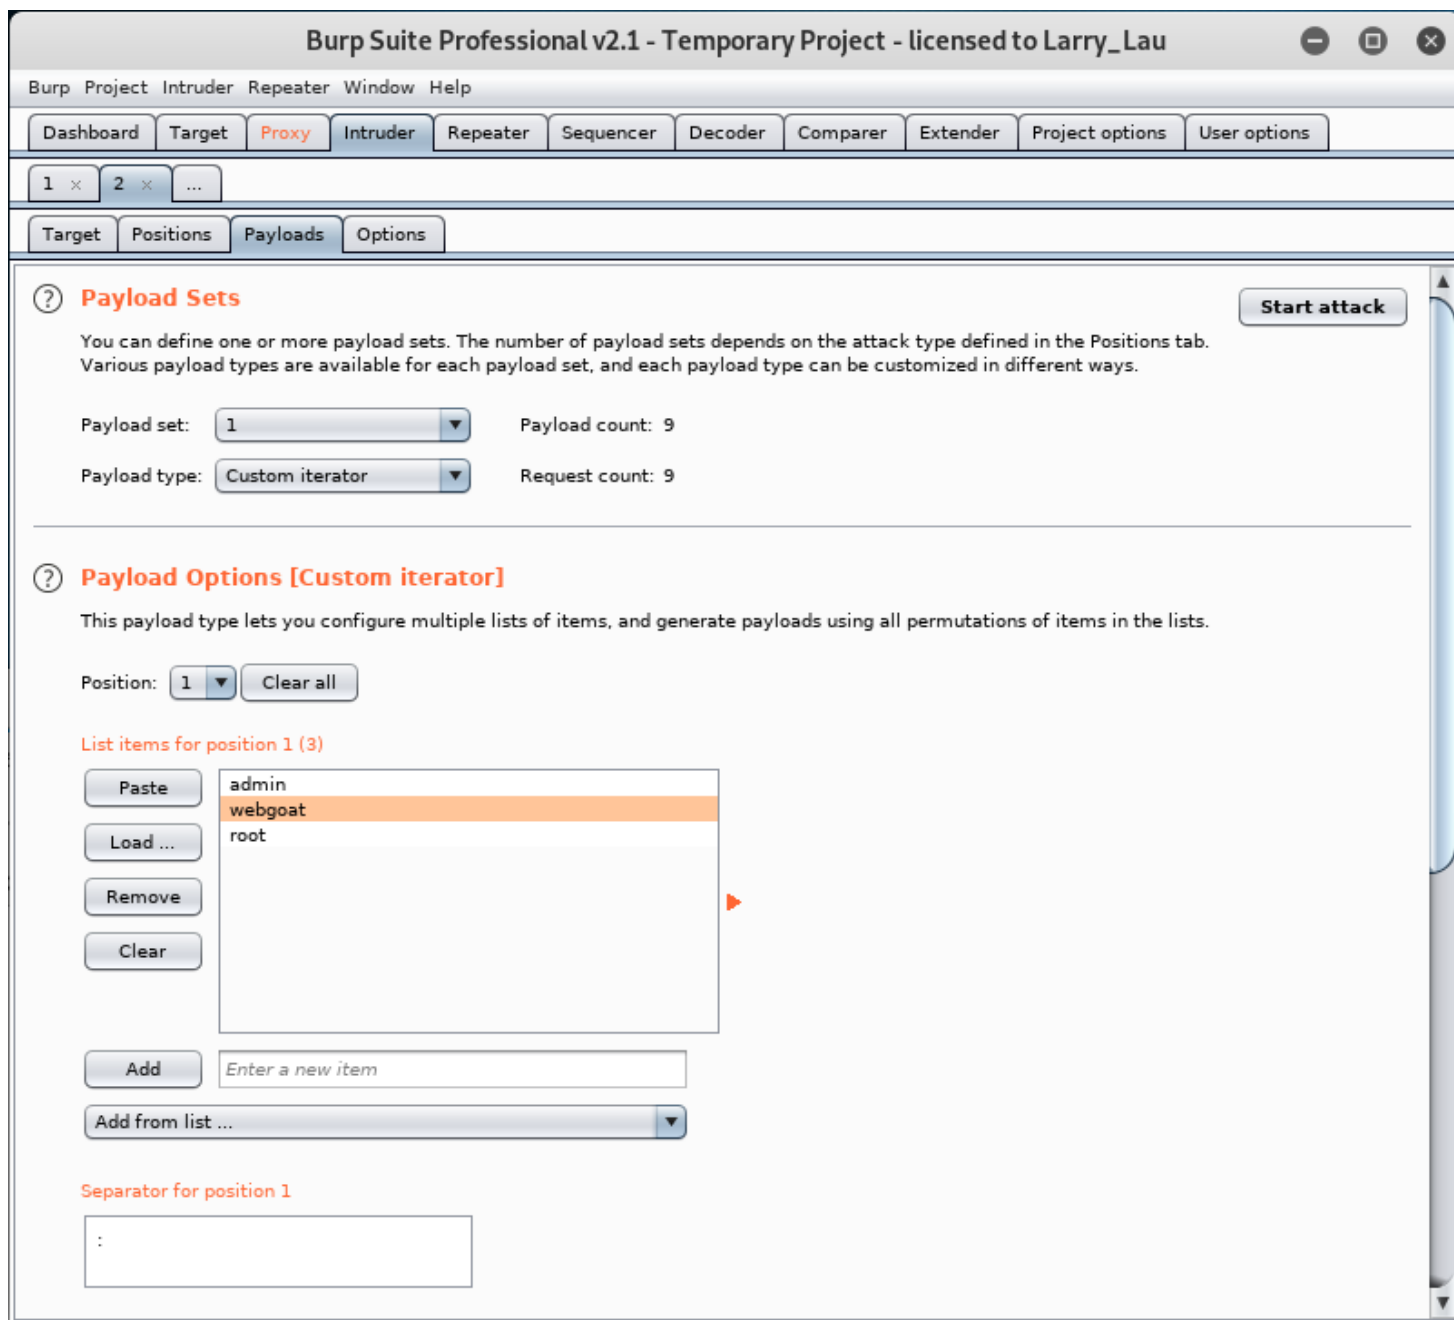 Burp Suite Professional v2.1 - Temporary Project - licensed to Larry_Lau
Burp Project Intruder Repeater Window Help
Dashboard Target Proxy Intruder Repeater Sequencer Decoder Comparer Extender Project options User options
1 × 2 × ...
Target Positions Payloads Options
? Payload Sets
Start attack
You can define one or more payload sets. The number of payload sets depends on the attack type defined in the Positions tab.
Various payload types are available for each payload set, and each payload type can be customized in different ways.
Payload set: 1 Payload count: 9
Payload type: Custom iterator Request count: 9
? Payload Options [Custom iterator]
This payload type lets you configure multiple lists of items, and generate payloads using all permutations of items in the lists.
Position: 1 Clear all
List items for position 1 (3)
Paste
Load ...
Remove
Clear
admin
webgoat
root
Add Enter a new item
Add from list ...
Separator for position 1
: